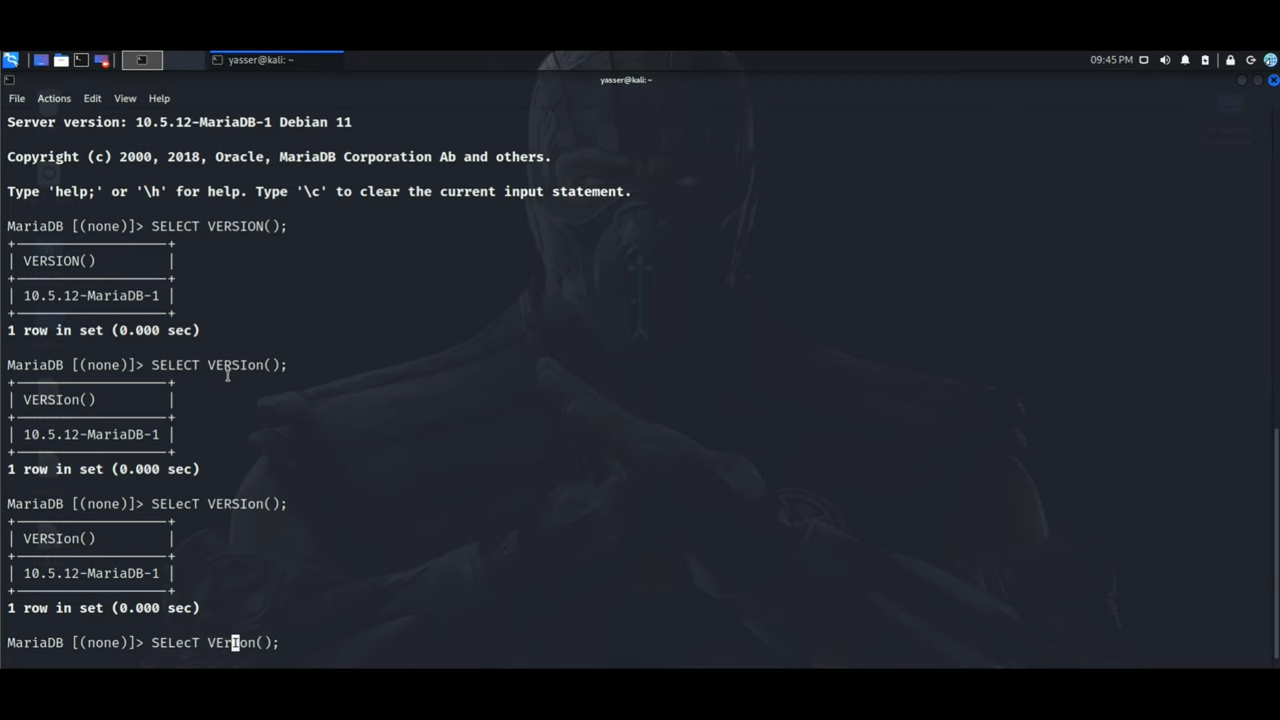 yasser@kali: ~
09:45 PM
yasser@kali: ~
File Actions Edit View Help
Server version: 10.5.12-MariaDB-1 Debian 11
Copyright (c) 2000, 2018, Oracle, MariaDB Corporation Ab and others.
Type 'help;' or '\h' for help. Type '\c' to clear the current input statement.
MariaDB [(none)]> SELECT VERSION();
| VERSION() |
| 10.5.12-MariaDB-1 |
1 row in set (0.000 sec)
MariaDB [(none)]> SELECT VERSIon();
| VERSIon() |
| 10.5.12-MariaDB-1 |
1 row in set (0.000 sec)
MariaDB [(none)]> SELecT VERSIon();
| VERSIon() |
| 10.5.12-MariaDB-1 |
1 row in set (0.000 sec)
MariaDB [(none)]> SELecT VErIon();